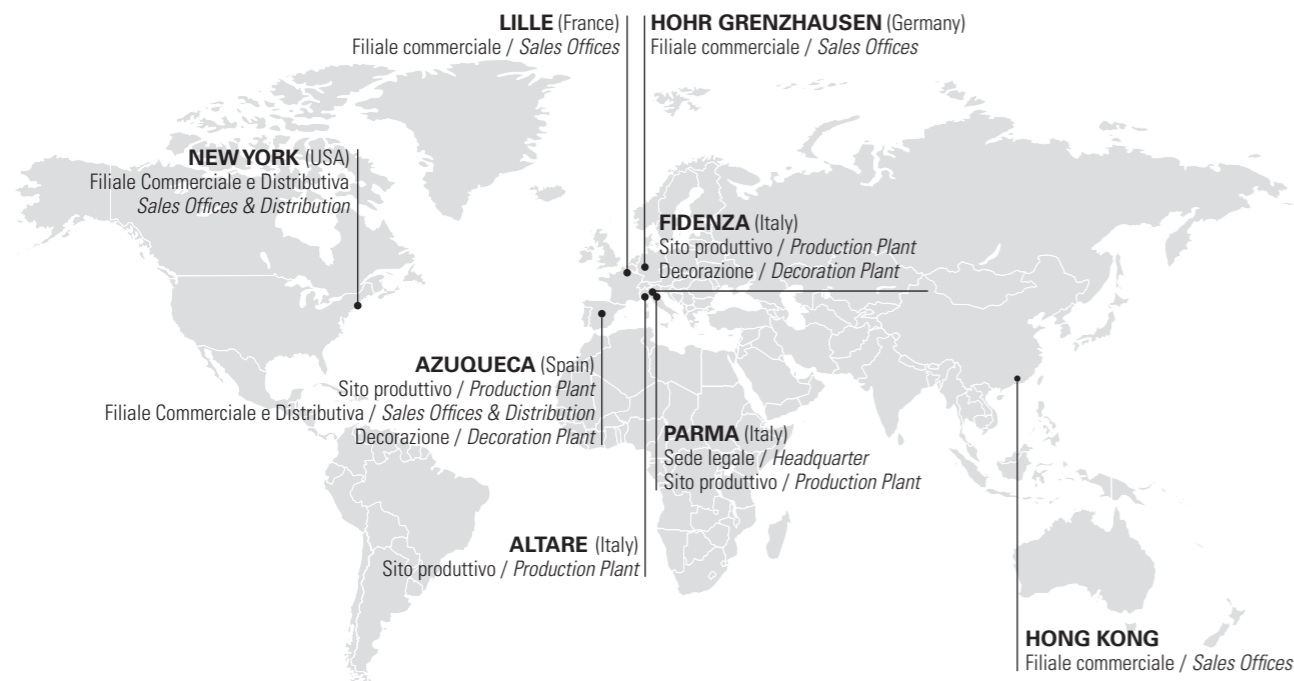 LILLE (France)
Filiale commerciale / Sales Offices
HOHR GRENZHAUSEN (Germany)
Filiale commerciale / Sales Offices
NEW YORK (USA)
Filiale Commerciale e Distributiva
Sales Offices & Distribution
FIDENZA (Italy)
Sito produttivo / Production Plant
Decorazione / Decoration Plant
AZUQUECA (Spain)
Sito produttivo / Production Plant
Filiale Commerciale e Distributiva / Sales Offices & Distribution
Decorazione / Decoration Plant
PARMA (Italy)
Sede legale / Headquarter
Sito produttivo / Production Plant
ALTARE (Italy)
Sito produttivo / Production Plant
HONG KONG
Filiale commerciale / Sales Offices